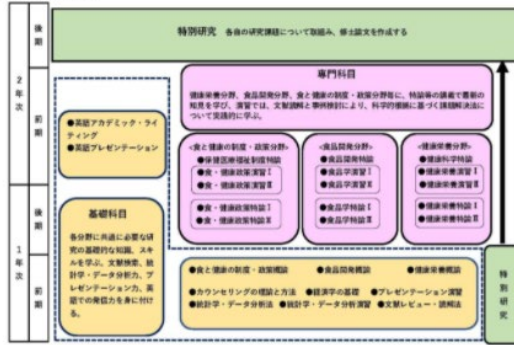 後期
特別研究 各自の研究課題について取組み、修士論文を作成する
2年次
前期
専門科目
健康栄養分野、食品開発分野、食と健康の制度・政策分野毎に、特論等の講義で最新の
知見を学び、演習では、文献読解と事例検討により、科学的根拠に基づく課題解決法に
ついて実践的に学ぶ。
●英語アカデミック・ライ
ティング
●英語プレゼンテーション
<食と健康の制度・政策分野>
●保健医療福祉制度特論
●食・健康政策演習Ⅰ
●食・健康政策演習Ⅱ
●食・健康政策特論Ⅰ
●食・健康政策特論Ⅱ
<食品開発分野>
●食品開発特論
●食品学演習Ⅰ
●食品学演習Ⅱ
●食品学特論Ⅰ
●食品学特論Ⅱ
<健康栄養分野>
●健康科学特論
●健康栄養演習Ⅰ
●健康栄養演習Ⅱ
●健康栄養特論Ⅰ
●健康栄養特論Ⅱ
1年次
後期
前期
基礎科目
各分野に共通に必要な研
究の基礎的な知識、スキ
ルを学ぶ。文献検索、統
計学・データ分析力、プ
レゼンテーション力、英
語での発信力を身に付け
る。
●食と健康の制度・政策概論 ●食品開発概論 ●健康栄養概論
●カウンセリングの理論と方法 ●経済学の基礎 ●プレゼンテーション演習
●統計学・データ分析法 ●統計学・データ分析演習 ●文献レビュー・読解法
特別研究